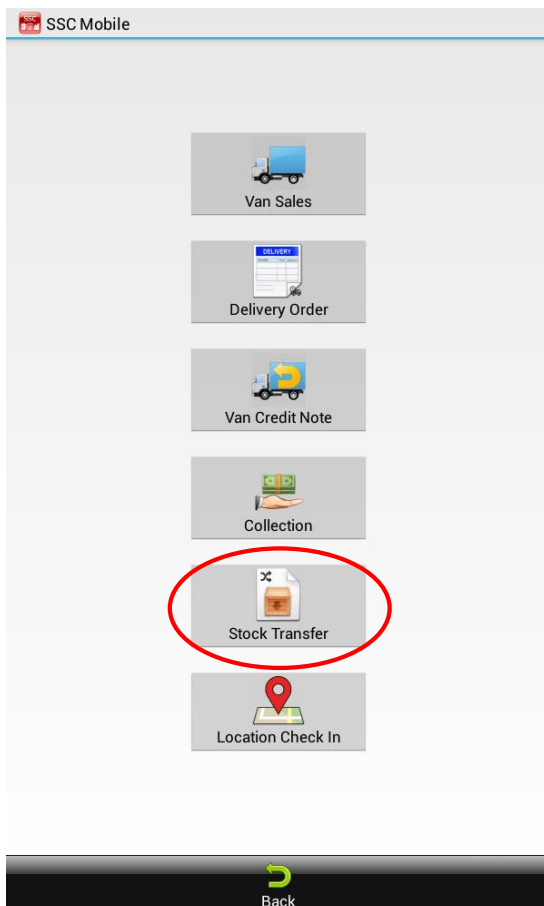 SSC Mobile
Van Sales
DELIVERY
Delivery Order
Van Credit Note
Collection
Stock Transfer
Location Check In
Back